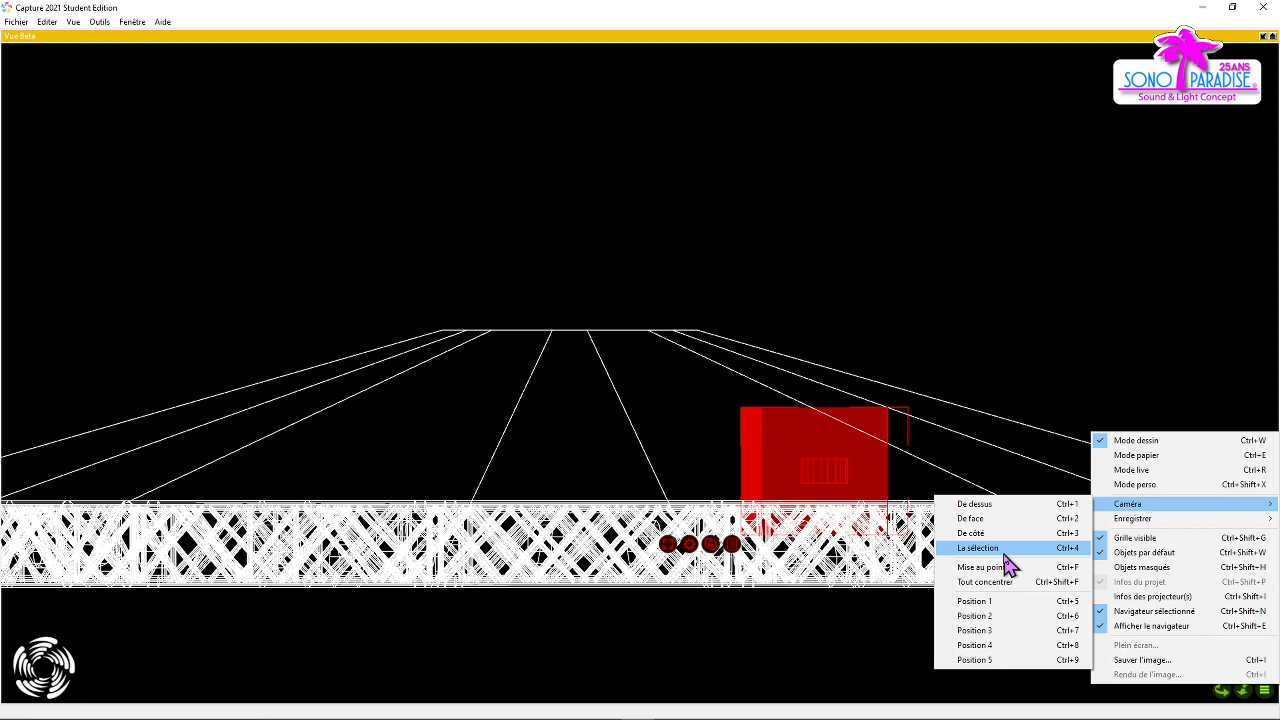 Capture 2021 Student Edition
Fichier Editer Vue Outils Fenêtre Aide
Vue Beta
25ANS
SONO PARADISE
Sound & Light Concept
Mode dessin Ctrl+W
Mode papier Ctrl+E
Mode live Ctrl+R
Mode perso Ctrl+Shift+X
Caméra
Enregistrer
Grille visible Ctrl+Shift+G
Objets par défaut Ctrl+Shift+W
Objets masqués Ctrl+Shift+H
Infos du projet Ctrl+Shift+P
Infos des projecteur(s) Ctrl+Shift+I
Navigateur sélectionné Ctrl+Shift+N
Afficher le navigateur Ctrl+Shift+E
Plein écran...
Sauver l'image... Ctrl+I
Rendu de l'image... Ctrl+I
De dessus Ctrl+1
De face Ctrl+2
De côté Ctrl+3
La sélection Ctrl+4
Mise au poin Ctrl+F
Tout concentrer Ctrl+Shift+F
Position 1 Ctrl+5
Position 2 Ctrl+6
Position 3 Ctrl+7
Position 4 Ctrl+8
Position 5 Ctrl+9